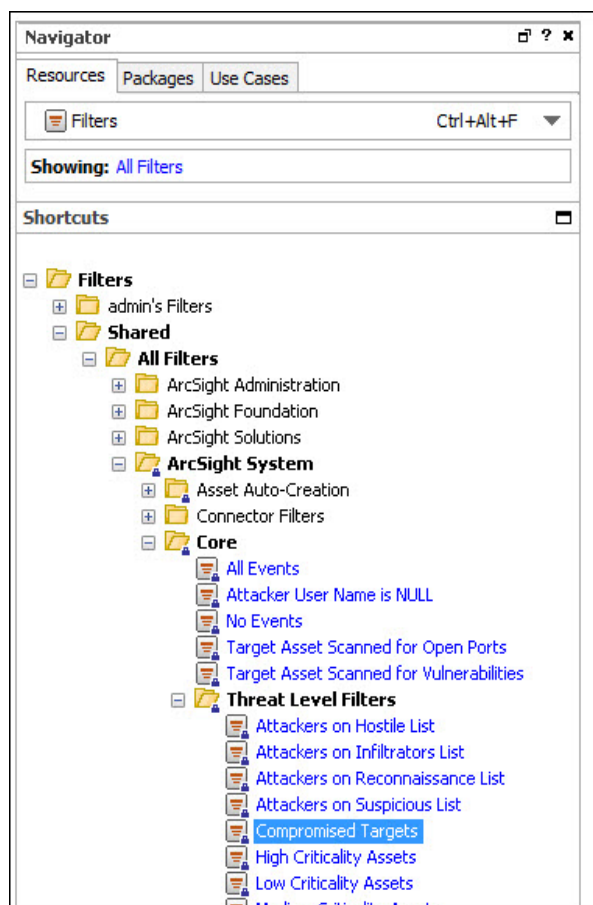 Navigator
Resources Packages Use Cases
Filters Ctrl+Alt+F
Showing: All Filters
Shortcuts
Filters
admin's Filters
Shared
All Filters
ArcSight Administration
ArcSight Foundation
ArcSight Solutions
ArcSight System
Asset Auto-Creation
Connector Filters
Core
All Events
Attacker User Name is NULL
No Events
Target Asset Scanned for Open Ports
Target Asset Scanned for Vulnerabilities
Threat Level Filters
Attackers on Hostile List
Attackers on Infiltrators List
Attackers on Reconnaissance List
Attackers on Suspicious List
Compromised Targets
High Criticality Assets
Low Criticality Assets
Medium Criticality Assets